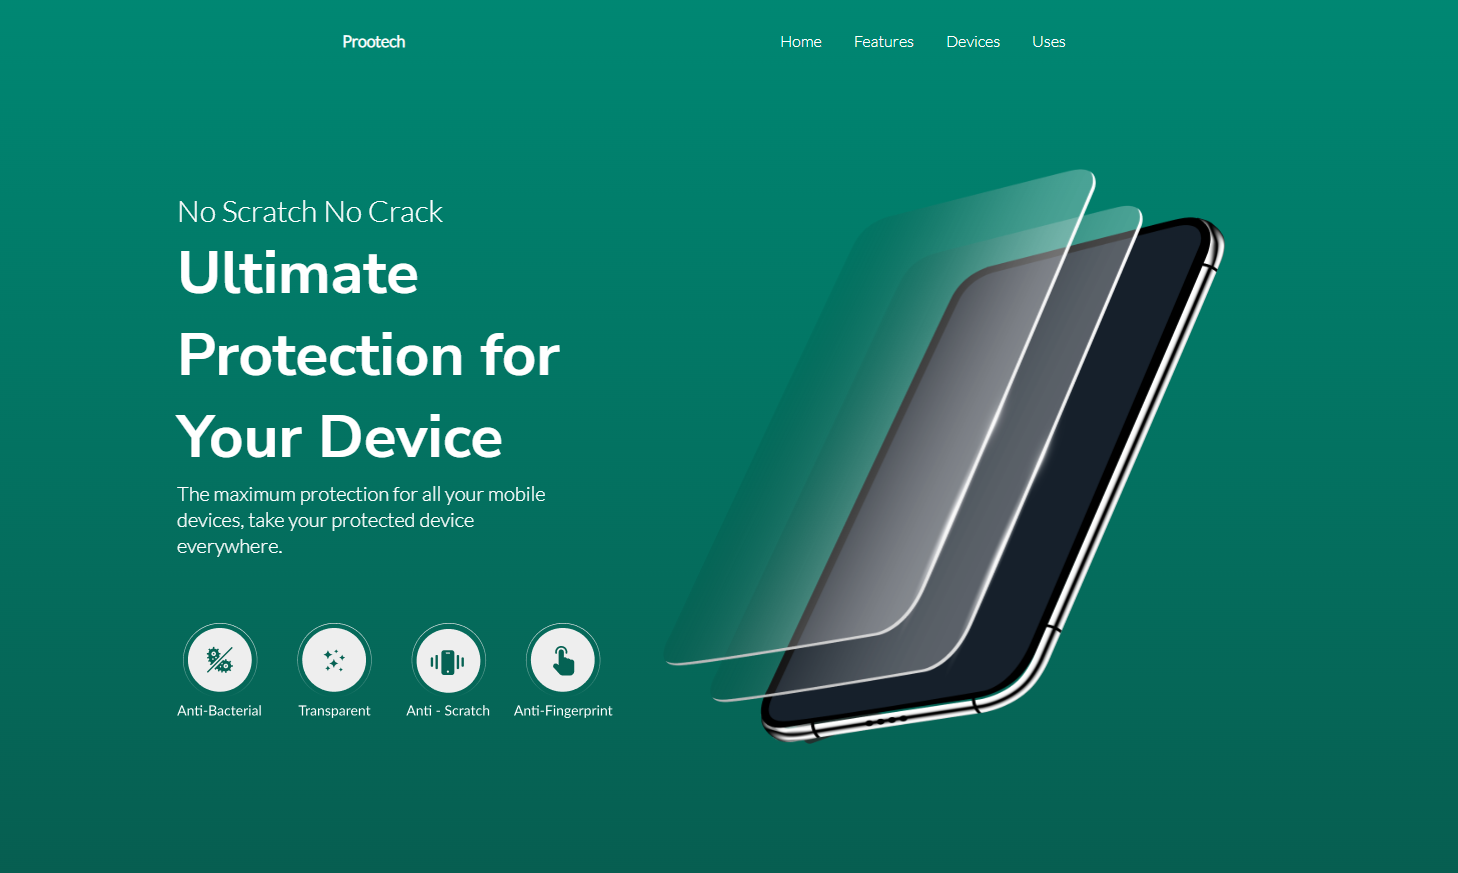 Prootech
Home Features Devices Uses
No Scratch No Crack
Ultimate
Protection for
Your Device
The maximum protection for all your mobile
devices, take your protected device
everywhere.
Anti-Bacterial Transparent Anti - Scratch Anti-Fingerprint